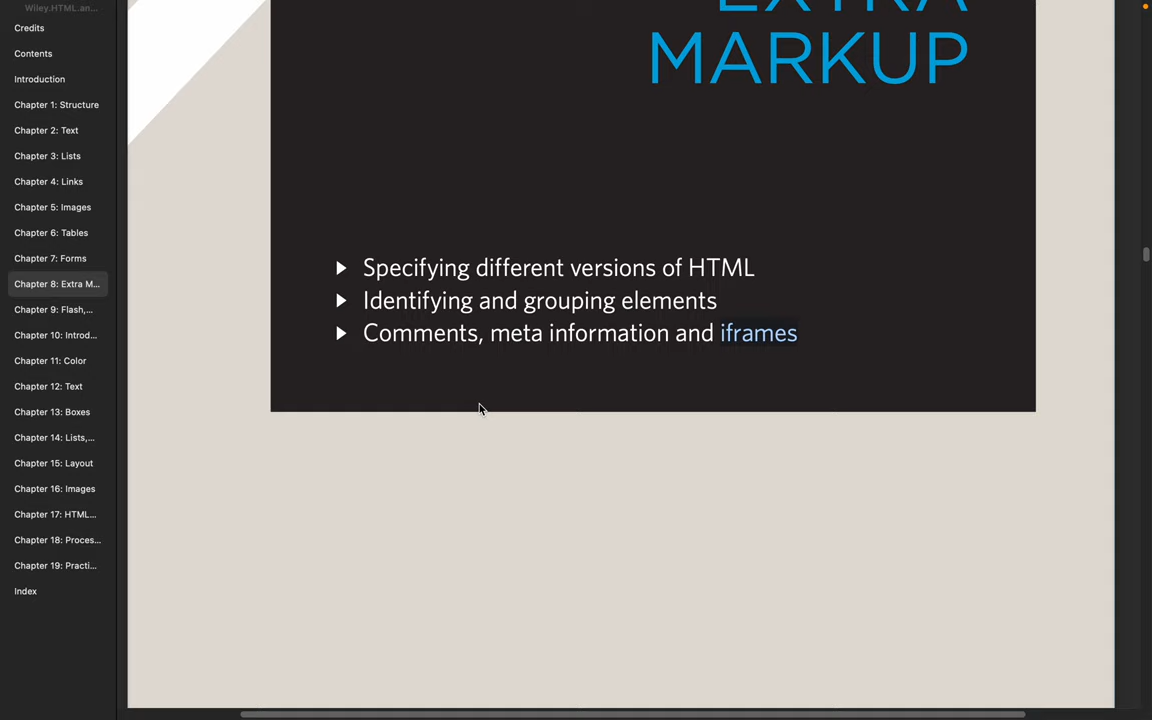 Wiley.HTML.an...
Credits
Contents
Introduction
Chapter 1: Structure
Chapter 2: Text
Chapter 3: Lists
Chapter 4: Links
Chapter 5: Images
Chapter 6: Tables
Chapter 7: Forms
Chapter 8: Extra M...
Chapter 9: Flash,...
Chapter 10: Introd...
Chapter 11: Color
Chapter 12: Text
Chapter 13: Boxes
Chapter 14: Lists,...
Chapter 15: Layout
Chapter 16: Images
Chapter 17: HTML...
Chapter 18: Proces...
Chapter 19: Practi...
Index
EXTRA
MARKUP
Specifying different versions of HTML
Identifying and grouping elements
Comments, meta information and iframes